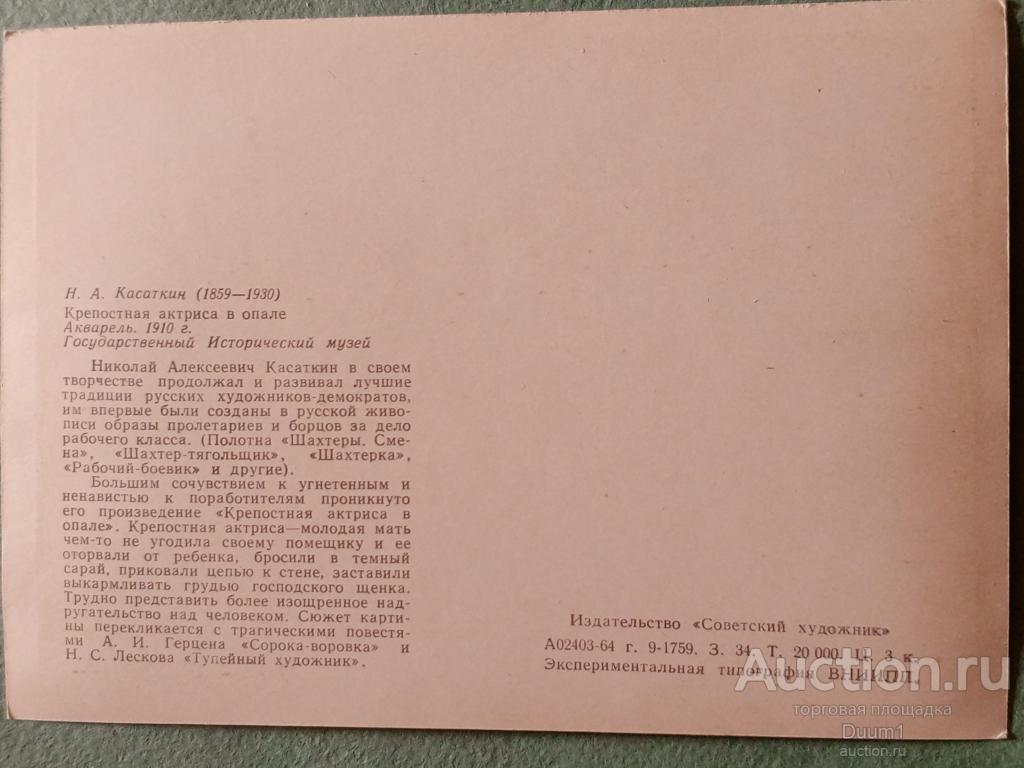 Н. А. Касаткин (1859—1930)
Крепостная актриса в опале
Акварель. 1910 г.
Государственный Исторический музей
Николай Алексеевич Касаткин в своем
творчестве продолжал и развивал лучшие
традиции русских художников-демократов,
им впервые были созданы в русской живо-
писи образы пролетариев и борцов за дело
рабочего класса. (Полотна «Шахтеры. Сме-
на», «Шахтер-тягольщик», «Шахтерка»,
«Рабочий-боевик» и другие).
Большим сочувствием к угнетенным и
ненавистью к поработителям проникнуто
его произведение «Крепостная актриса в
опале». Крепостная актриса—молодая мать
чем-то не угодила своему помещику и ее
оторвали от ребенка, бросили в темный
сарай, приковали цепью к стене, заставили
выкармливать грудью господского щенка.
Трудно представить более изощренное над-
ругательство над человеком. Сюжет карти-
ны перекликается с трагическими повестя-
ми А. И. Герцена «Сорока-воровка» и
Н. С. Лескова «Тупейный художник».
Издательство «Советский художник»
А02403-64 г. 9-1759. З. 34. Т. 20 000. Ц. 3 к.
Экспериментальная типография ВНИИПП.
Auction.ru
торговая площадка
Duum1
auction.ru